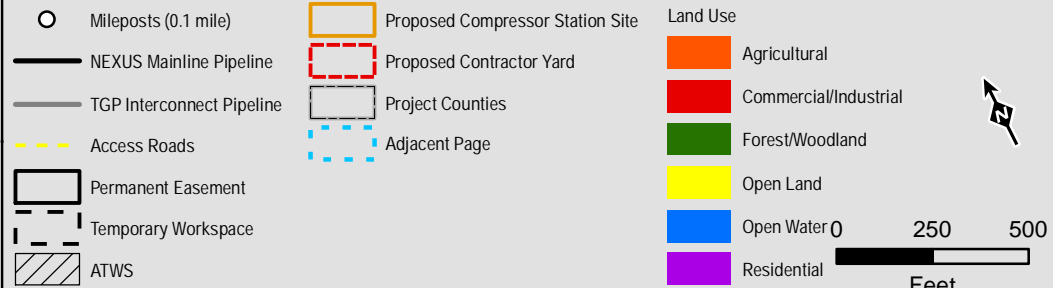 Mileposts (0.1 mile)
NEXUS Mainline Pipeline
TGP Interconnect Pipeline
Access Roads
Permanent Easement
Temporary Workspace
ATWS
Proposed Compressor Station Site
Proposed Contractor Yard
Project Counties
Adjacent Page
Land Use
Agricultural
Commercial/Industrial
Forest/Woodland
Open Land
Open Water
Residential
N
0 250 500
Feet